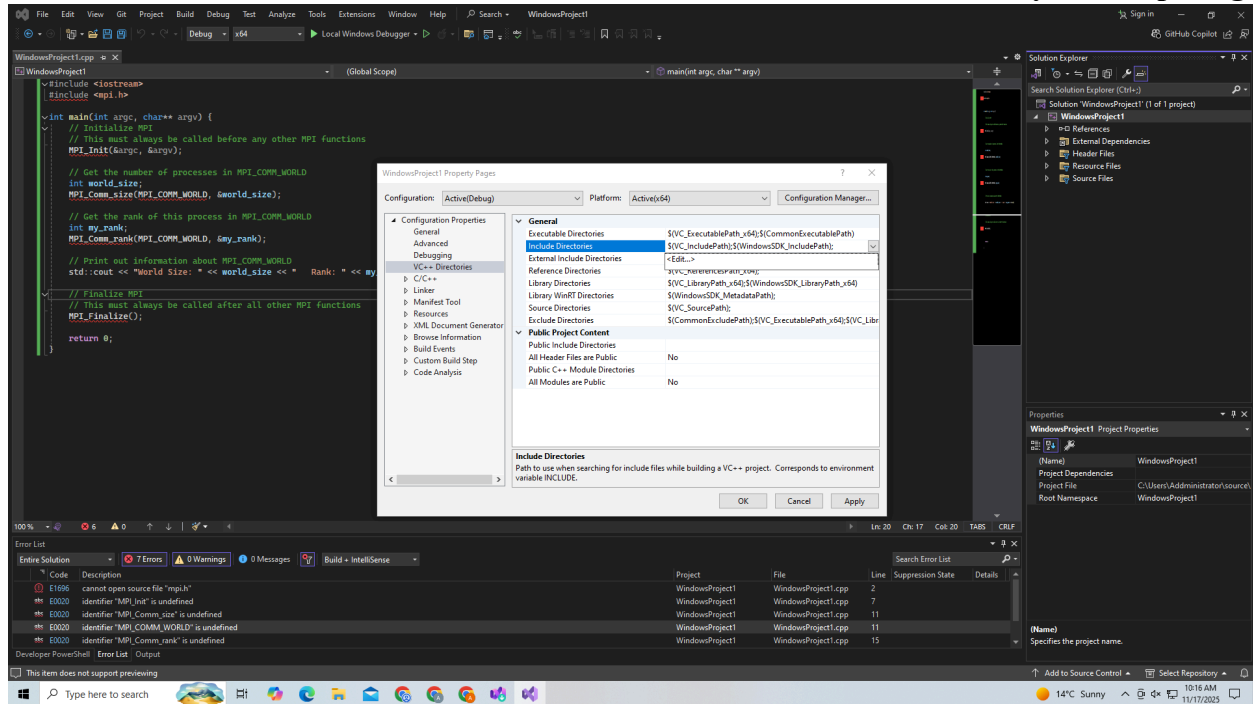 File Edit View Git Project Build Debug Test Analyze Tools Extensions Window Help Search WindowsProject1 Sign in
Debug x64 Local Windows Debugger GitHub Copilot
WindowsProject1.cpp
WindowsProject1 (Global Scope) main(int argc, char ** argv)
#include <iostream>
#include <mpi.h>
int main(int argc, char** argv) {
// Initialize MPI
// This must always be called before any other MPI functions
MPI_Init(&argc, &argv);
// Get the number of processes in MPI_COMM_WORLD
int world_size;
MPI_Comm_size(MPI_COMM_WORLD, &world_size);
// Get the rank of this process in MPI_COMM_WORLD
int my_rank;
MPI_Comm_rank(MPI_COMM_WORLD, &my_rank);
// Print out information about MPI_COMM_WORLD
std::cout << "World Size: " << world_size << " Rank: " << my
// Finalize MPI
// This must always be called after all other MPI functions
MPI_Finalize();
return 0;
}
WindowsProject1 Property Pages ? ×
Configuration: Active(Debug) Platform: Active(x64) Configuration Manager...
Configuration Properties
General
Advanced
Debugging
VC++ Directories
C/C++
Linker
Manifest Tool
Resources
XML Document Generator
Browse Information
Build Events
Custom Build Step
Code Analysis
General
Executable Directories $(VC_ExecutablePath_x64);$(CommonExecutablePath)
Include Directories $(VC_IncludePath);$(WindowsSDK_IncludePath);
External Include Directories <Edit...>
Reference Directories $(VC_ReferencesPath_x64);
Library Directories $(VC_LibraryPath_x64);$(WindowsSDK_LibraryPath_x64)
Library WinRT Directories $(WindowsSDK_MetadataPath);
Source Directories $(VC_SourcePath);
Exclude Directories $(CommonExcludePath);$(VC_ExecutablePath_x64);$(VC_Libr
Public Project Content
Public Include Directories
All Header Files are Public No
Public C++ Module Directories
All Modules are Public No
Include Directories
Path to use when searching for include files while building a VC++ project. Corresponds to environment
variable INCLUDE.
OK Cancel Apply
Solution Explorer
Search Solution Explorer (Ctrl+;)
Solution 'WindowsProject1' (1 of 1 project)
WindowsProject1
References
External Dependencies
Header Files
Resource Files
Source Files
Properties
WindowsProject1 Project Properties
(Name) WindowsProject1
Project Dependencies
Project File C:\Users\Addministrator\source\
Root Namespace WindowsProject1
(Name)
Specifies the project name.
100 % 6 0 Ln: 20 Ch: 17 Col: 20 TABS CRLF
Error List
Entire Solution 7 Errors 0 Warnings 0 Messages Build + IntelliSense Search Error List
Code Description Project File Line Suppression State Details
E1696 cannot open source file "mpi.h" WindowsProject1 WindowsProject1.cpp 2
E0020 identifier "MPI_Init" is undefined WindowsProject1 WindowsProject1.cpp 7
E0020 identifier "MPI_Comm_size" is undefined WindowsProject1 WindowsProject1.cpp 11
E0020 identifier "MPI_COMM_WORLD" is undefined WindowsProject1 WindowsProject1.cpp 11
E0020 identifier "MPI_Comm_rank" is undefined WindowsProject1 WindowsProject1.cpp 15
Developer PowerShell Error List Output
This item does not support previewing Add to Source Control Select Repository
Type here to search 14°C Sunny 10:16 AM
11/17/2025